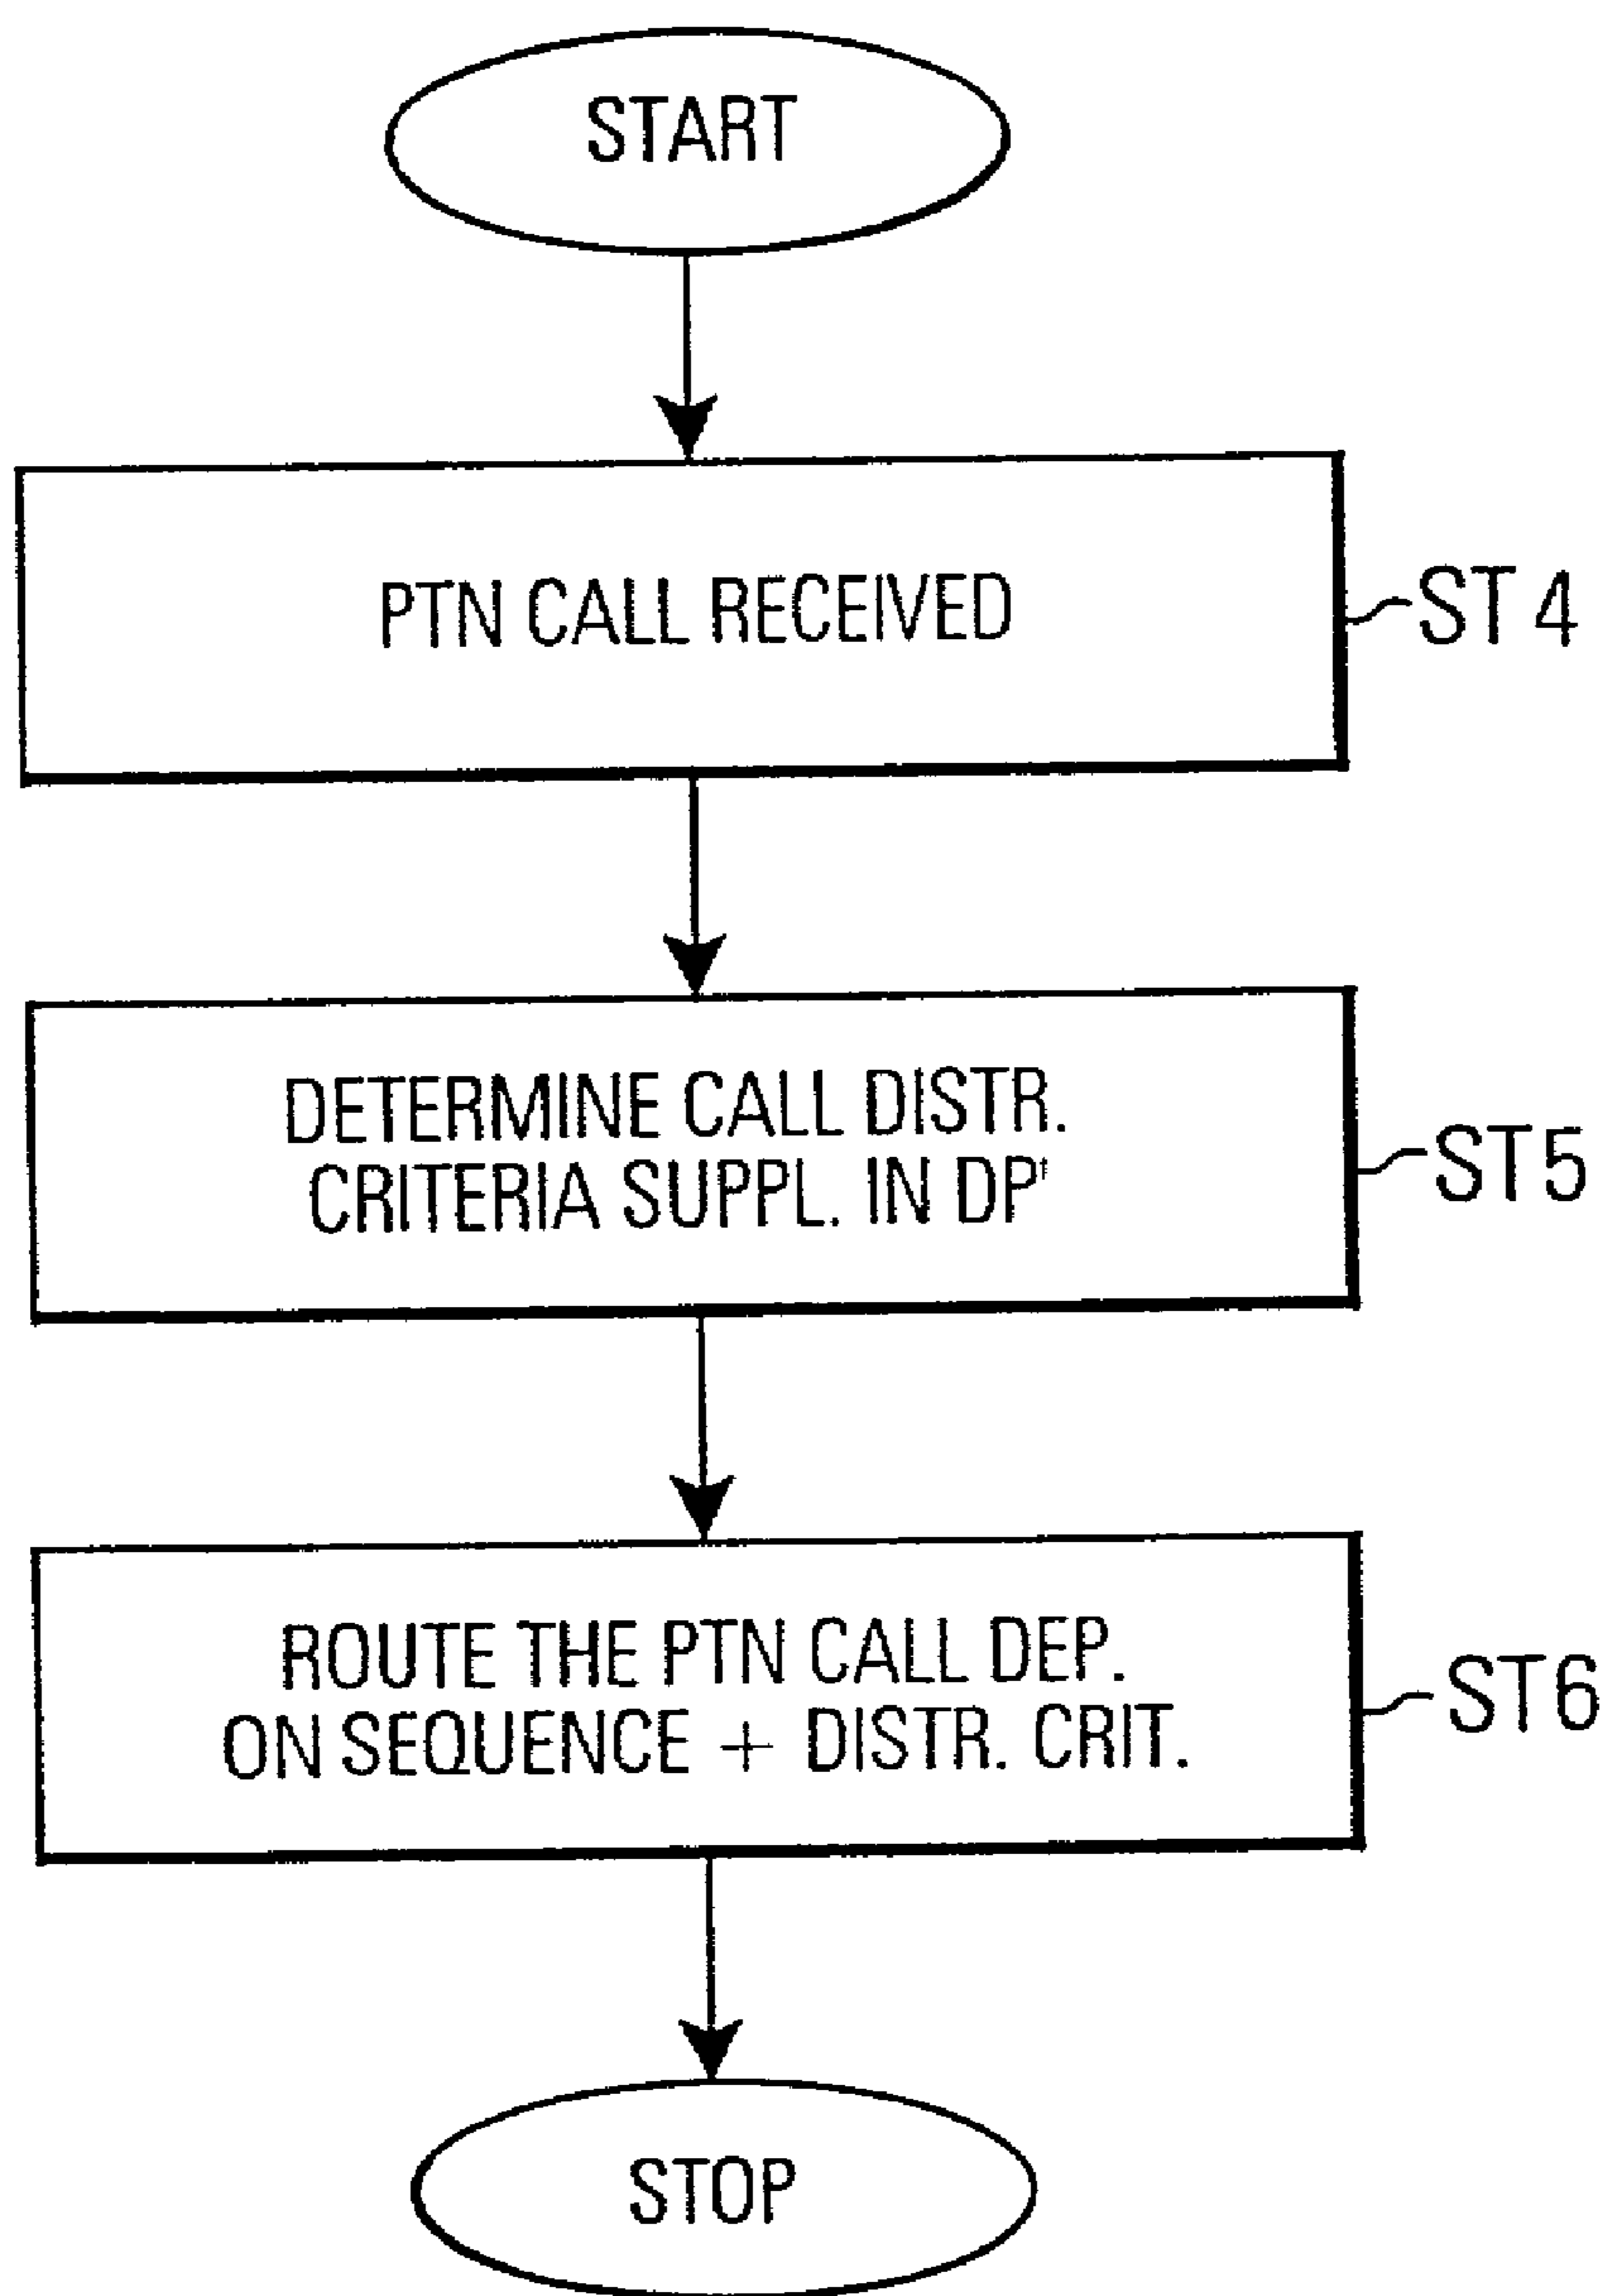 START
PTN CALL RECEIVED
ST 4
DETERMINE CALL DISTR.
CRITERIA SUPPL. IN DP'
ST5
ROUTE THE PTN CALL DEP.
ON SEQUENCE + DISTR. CRIT.
ST6
STOP